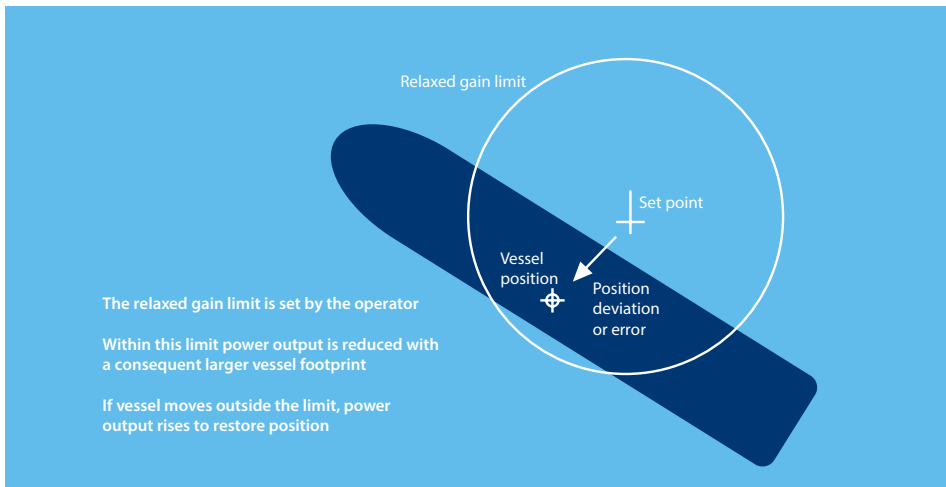 Relaxed gain limit
Set point
Vessel
position
Position
deviation
or error
The relaxed gain limit is set by the operator
Within this limit power output is reduced with
a consequent larger vessel footprint
If vessel moves outside the limit, power
output rises to restore position